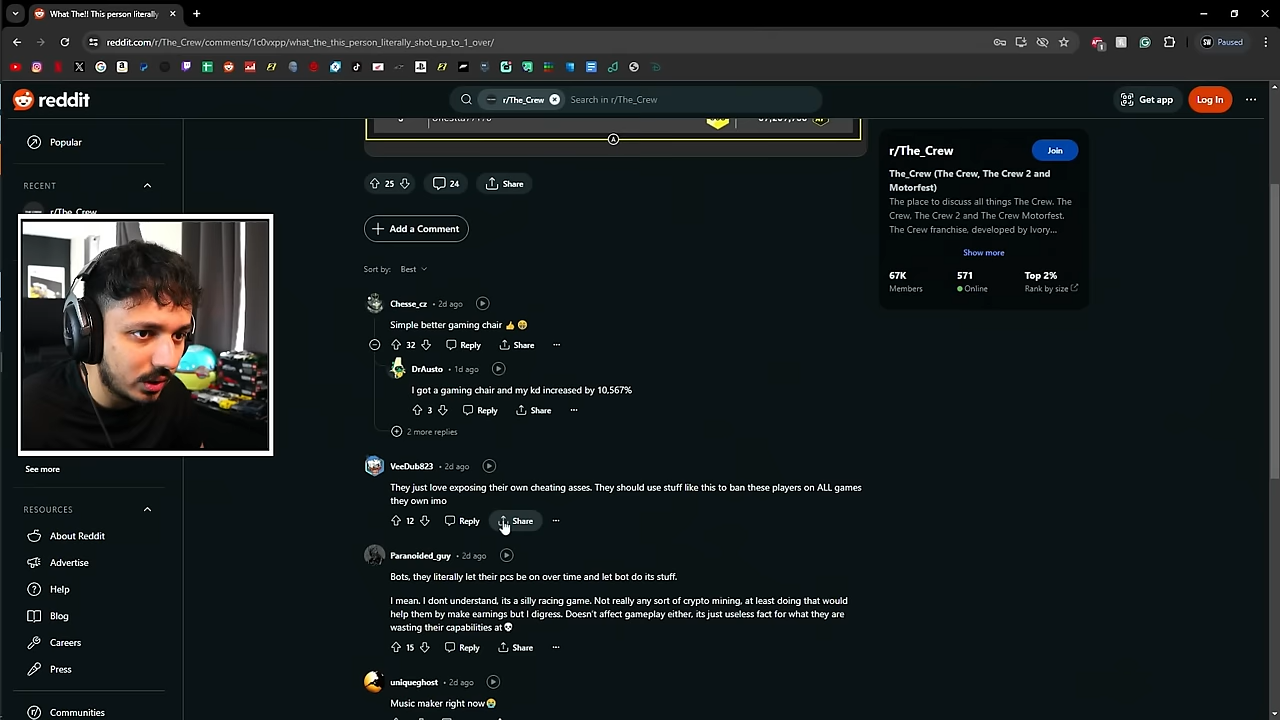 What The!! This person literally
reddit.com/r/The_Crew/comments/1c0vxpp/what_the_this_person_literally_shot_up_to_1_over/
SW Paused
reddit
r/The_Crew
Search in r/The_Crew
Get app
Log In
Popular
RECENT
r/The_Crew
See more
RESOURCES
About Reddit
Advertise
Help
Blog
Careers
Press
Communities
25
24
Share
Add a Comment
Sort by: Best
Chesse_cz • 2d ago
Simple better gaming chair 👍😁
32 Reply Share
DrAusto • 1d ago
I got a gaming chair and my kd increased by 10,567%
3 Reply Share
2 more replies
VeeDub823 • 2d ago
They just love exposing their own cheating asses. They should use stuff like this to ban these players on ALL games
they own imo
12 Reply Share
Paranoided_guy • 2d ago
Bots, they literally let their pcs be on over time and let bot do its stuff.
I mean. I dont understand, its a silly racing game. Not really any sort of crypto mining, at least doing that would
help them by make earnings but I digress. Doesn't affect gameplay either, its just useless fact for what they are
wasting their capabilities at💀
15 Reply Share
uniqueghost • 2d ago
Music maker right now😭
r/The_Crew
Join
The_Crew (The Crew, The Crew 2 and
Motorfest)
The place to discuss all things The Crew. The
Crew, The Crew 2 and The Crew Motorfest.
The Crew franchise, developed by Ivory...
Show more
67K 571 Top 2%
Members Online Rank by size